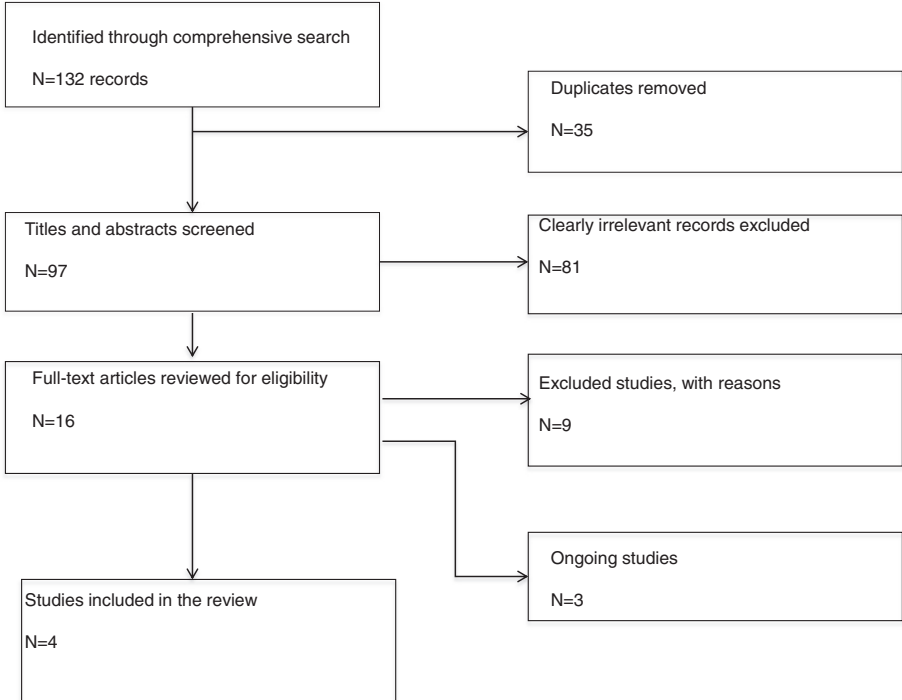 Identified through comprehensive search
N=132 records
Duplicates removed
N=35
Titles and abstracts screened
N=97
Clearly irrelevant records excluded
N=81
Full-text articles reviewed for eligibility
N=16
Excluded studies, with reasons
N=9
Ongoing studies
N=3
Studies included in the review
N=4